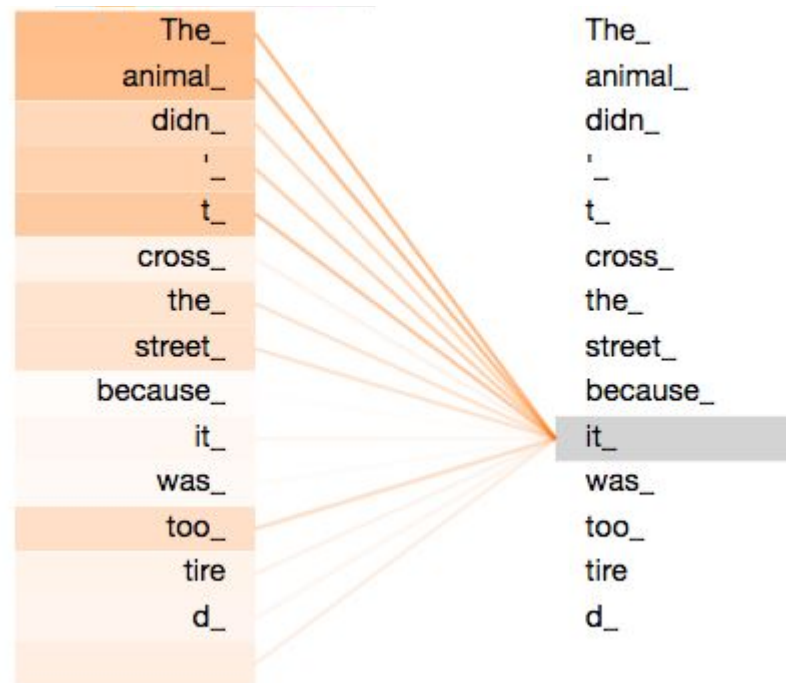 The_ The_
animal_ animal_
didn_ didn_
'_ '_
t_ t_
cross_ cross_
the_ the_
street_ street_
because_ because_
it_ it_
was_ was_
too_ too_
tire tire
d_ d_